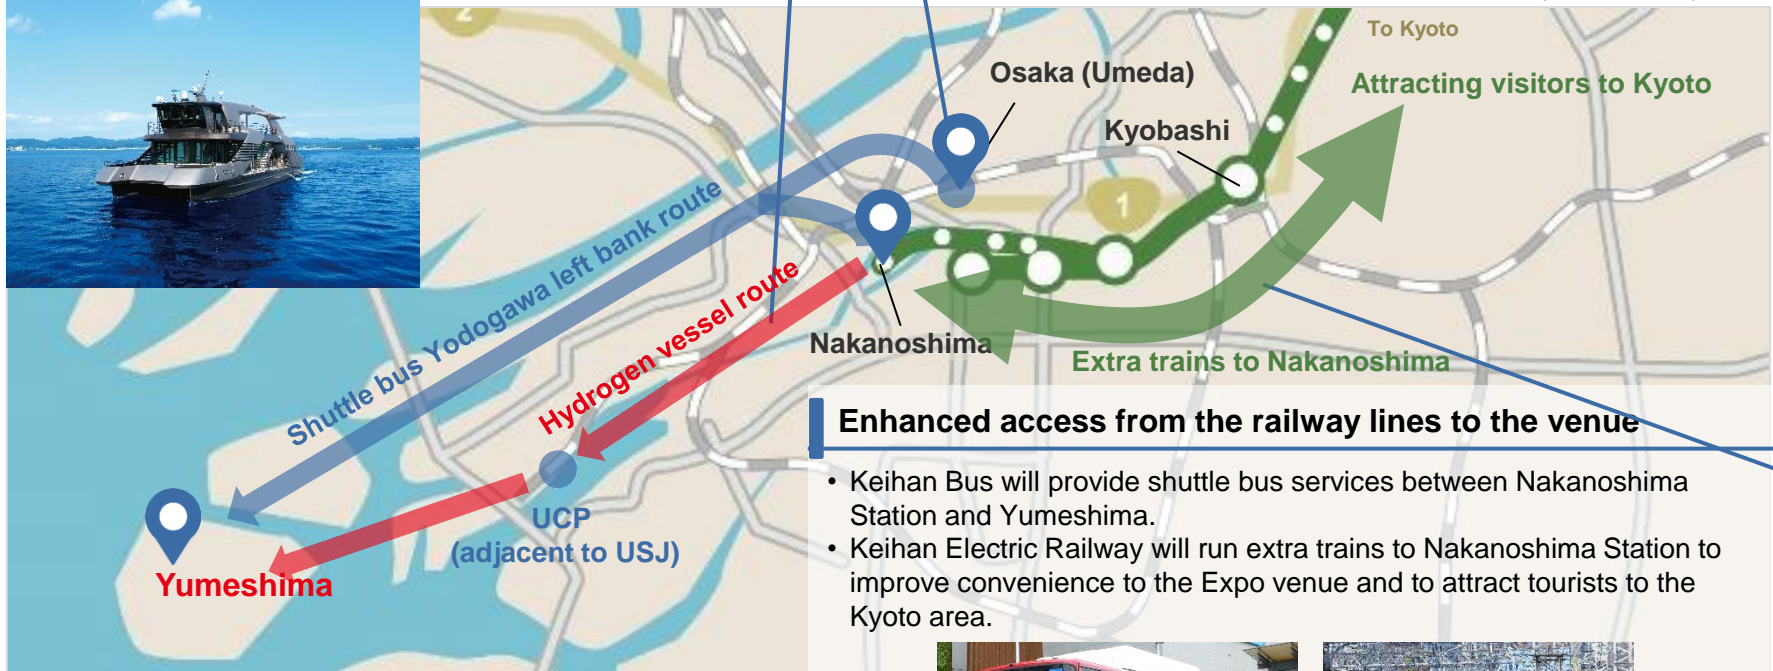 2
To Kyoto
Osaka (Umeda)
Attracting visitors to Kyoto
Kyobashi
1
Shuttle bus Yodogawa left bank route
Hydrogen vessel route
Nakanoshima
Extra trains to Nakanoshima
UCP
(adjacent to USJ)
Yumeshima
Enhanced access from the railway lines to the venue
• Keihan Bus will provide shuttle bus services between Nakanoshima
Station and Yumeshima.
• Keihan Electric Railway will run extra trains to Nakanoshima Station to
improve convenience to the Expo venue and to attract tourists to the
Kyoto area.